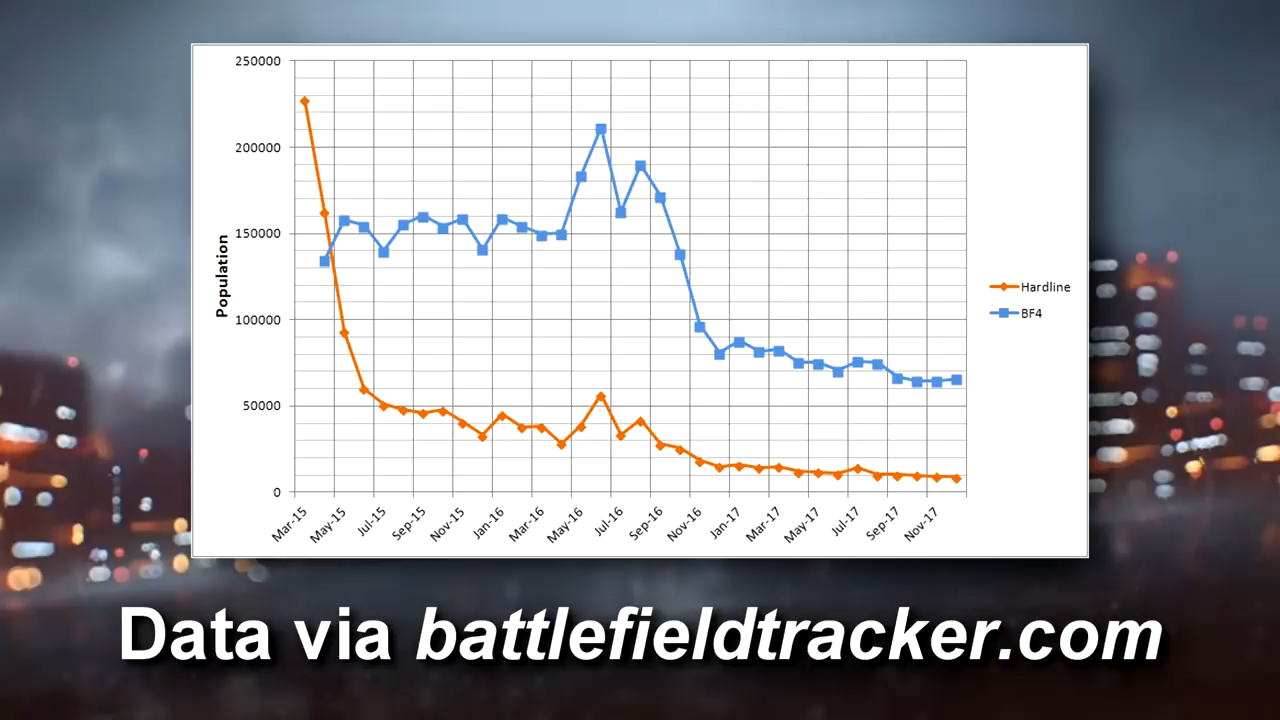 250000
200000
150000
100000
50000
0
Population
Mar-15
May-15
Jul-15
Sep-15
Nov-15
Jan-16
Mar-16
May-16
Jul-16
Sep-16
Nov-16
Jan-17
Mar-17
May-17
Jul-17
Sep-17
Nov-17
Hardline
BF4
Data via battlefieldtracker.com